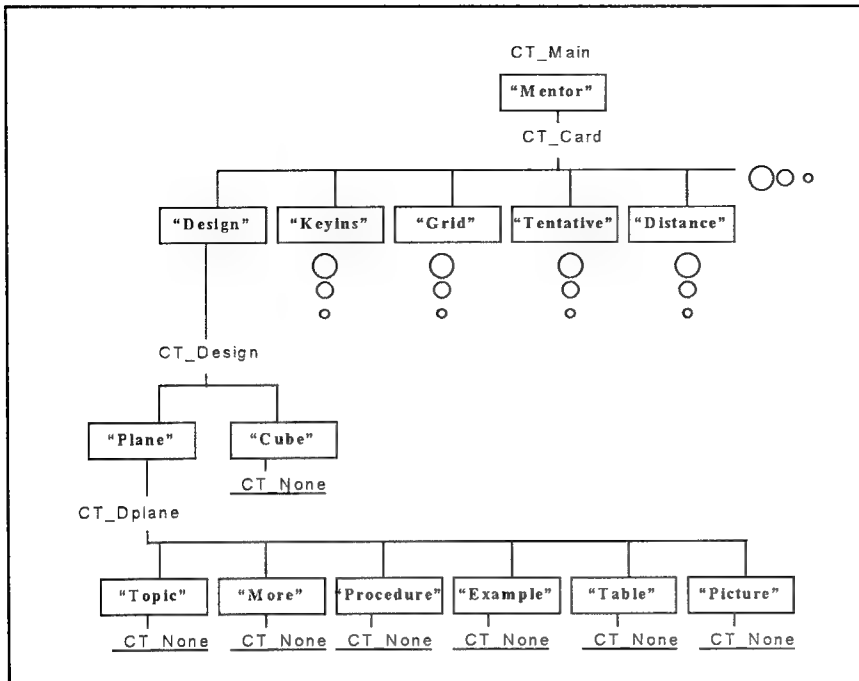 CT_Main
"Mentor"
CT_Card
"Design" "Keyins" "Grid" "Tentative" "Distance"
CT_Design
"Plane" "Cube"
CT_None
CT_Dplane
"Topic" "More" "Procedure" "Example" "Table" "Picture"
CT_None CT_None CT_None CT_None CT_None CT_None